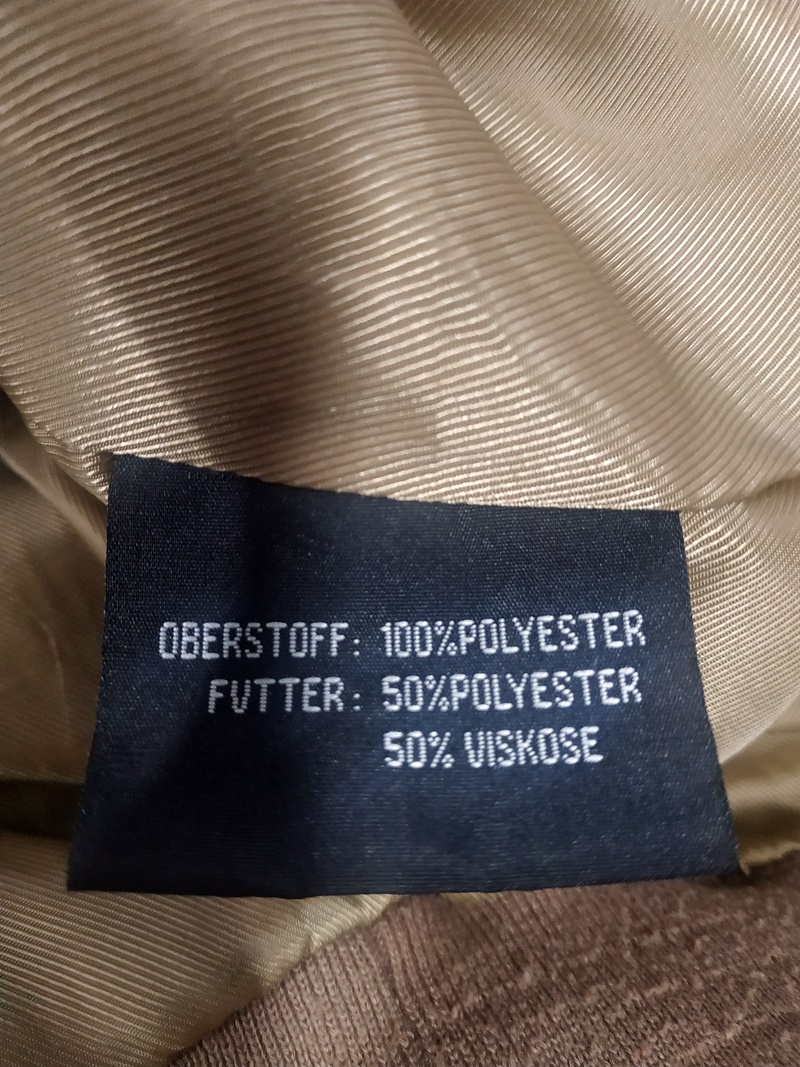 OBERSTOFF: 100%POLYESTER
FUTTER: 50%POLYESTER
50% VISKOSE